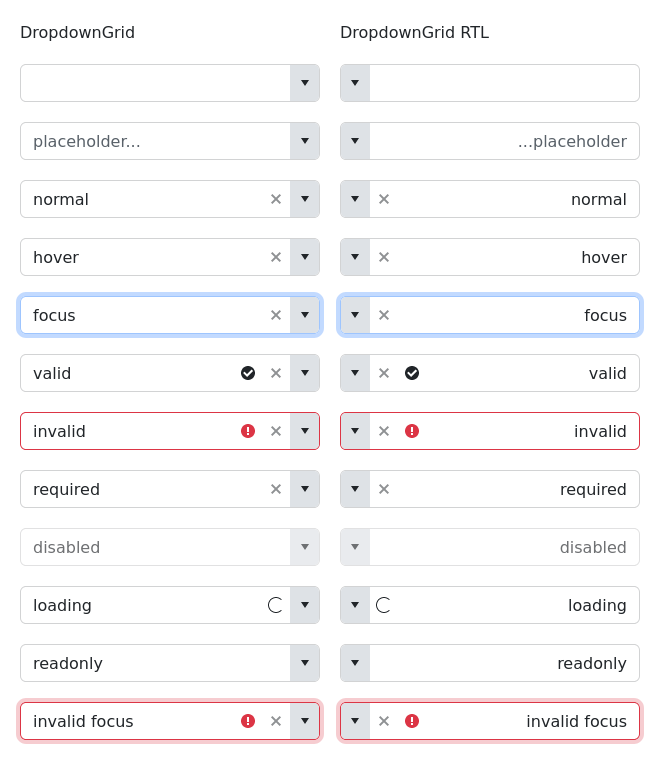 DropdownGrid
DropdownGrid RTL
placeholder...
...placeholder
normal
normal
hover
hover
focus
focus
valid
valid
invalid
invalid
required
required
disabled
disabled
loading
loading
readonly
readonly
invalid focus
invalid focus